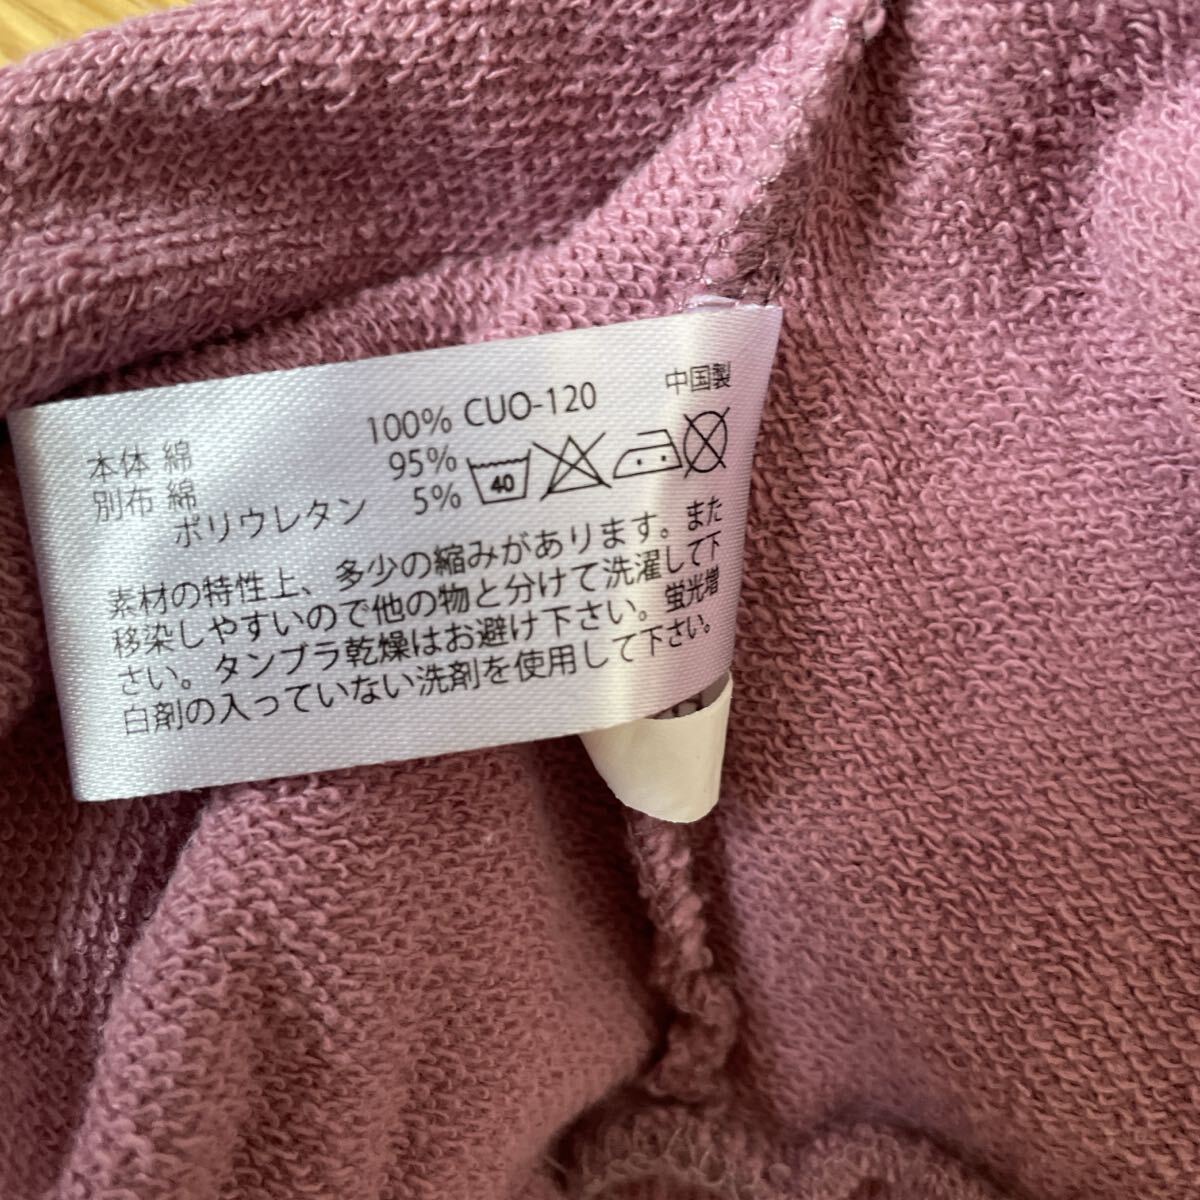 本体 綿 100% CUO-120 中国製
別布 綿 95%
ポリウレタン 5%
40
素材の特性上、多少の縮みがあります。また
移染しやすいので他の物と分けて洗濯して下
さい。タンブラ乾燥はお避け下さい。蛍光増
白剤の入っていない洗剤を使用して下さい。